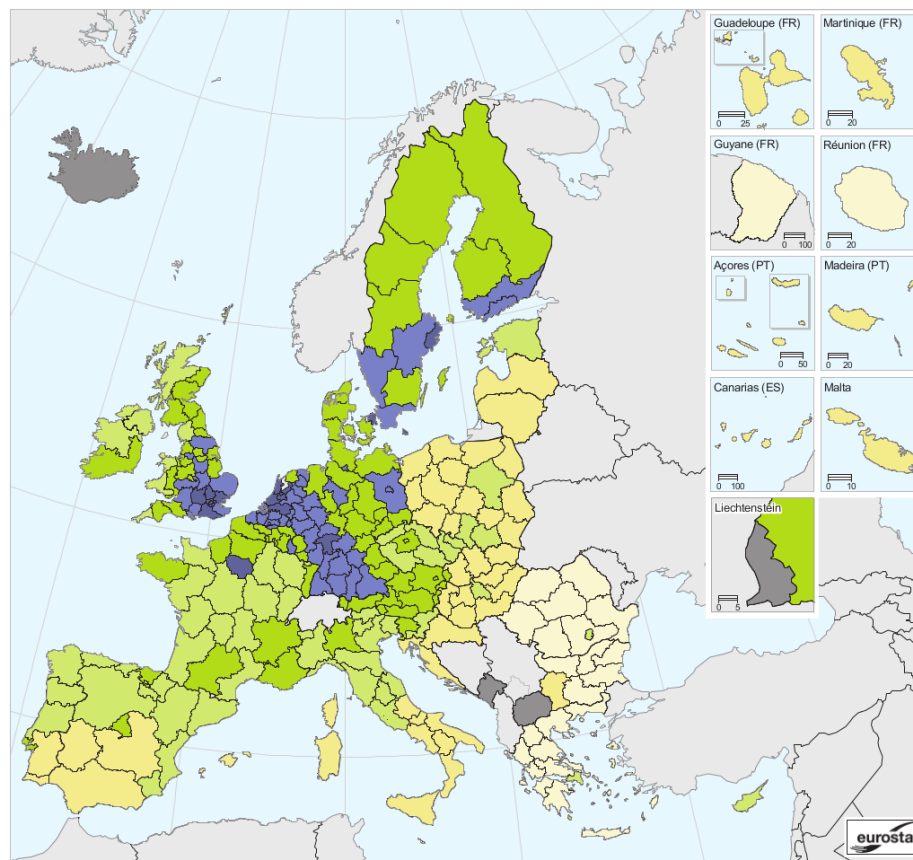 Guadeloupe (FR)
0 25
Martinique (FR)
0 20
Guyane (FR)
0 100
Réunion (FR)
0 20
Açores (PT)
0 50
Madeira (PT)
0 20
Canarias (ES)
0 100
Malta
0 10
Liechtenstein
0 5
eurosta